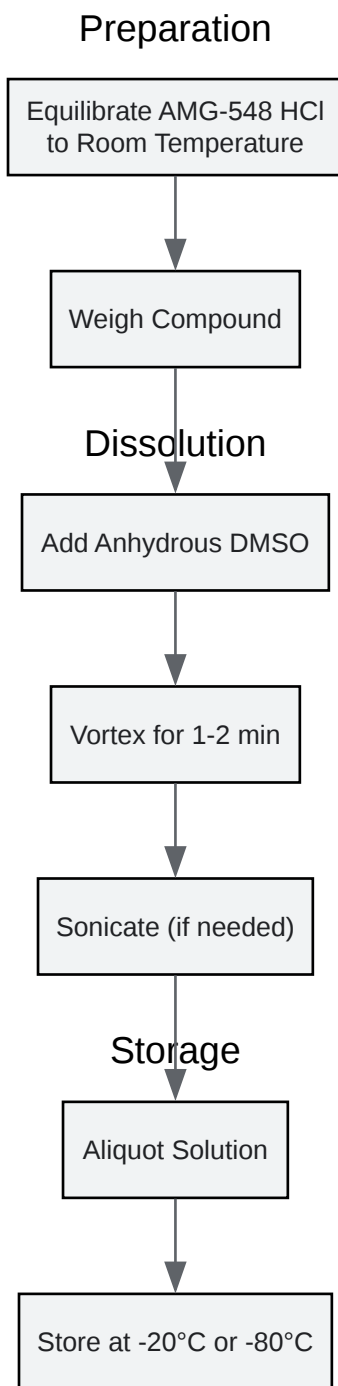 Preparation
Equilibrate AMG-548 HCl
to Room Temperature
Weigh Compound
Dissolution
Add Anhydrous DMSO
Vortex for 1-2 min
Sonicate (if needed)
Storage
Aliquot Solution
Store at -20°C or -80°C